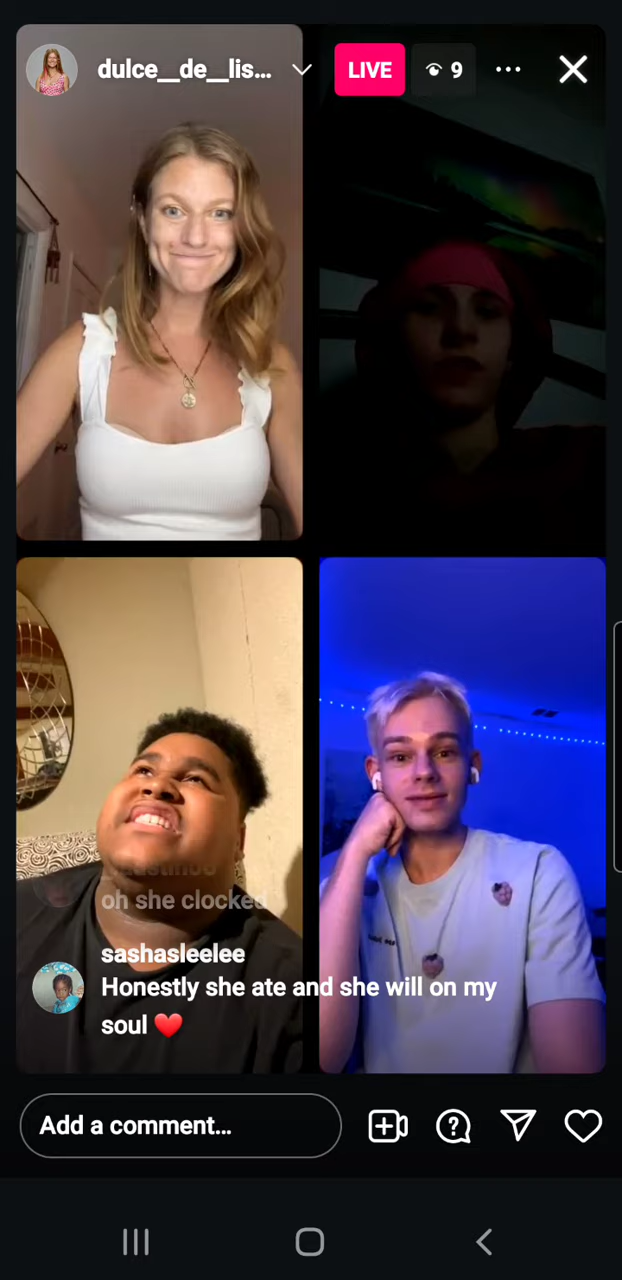 dulce__de__lis...
LIVE
9
oh she clocked
sashasleelee
Honestly she ate and she will on my
soul ❤️
Add a comment...